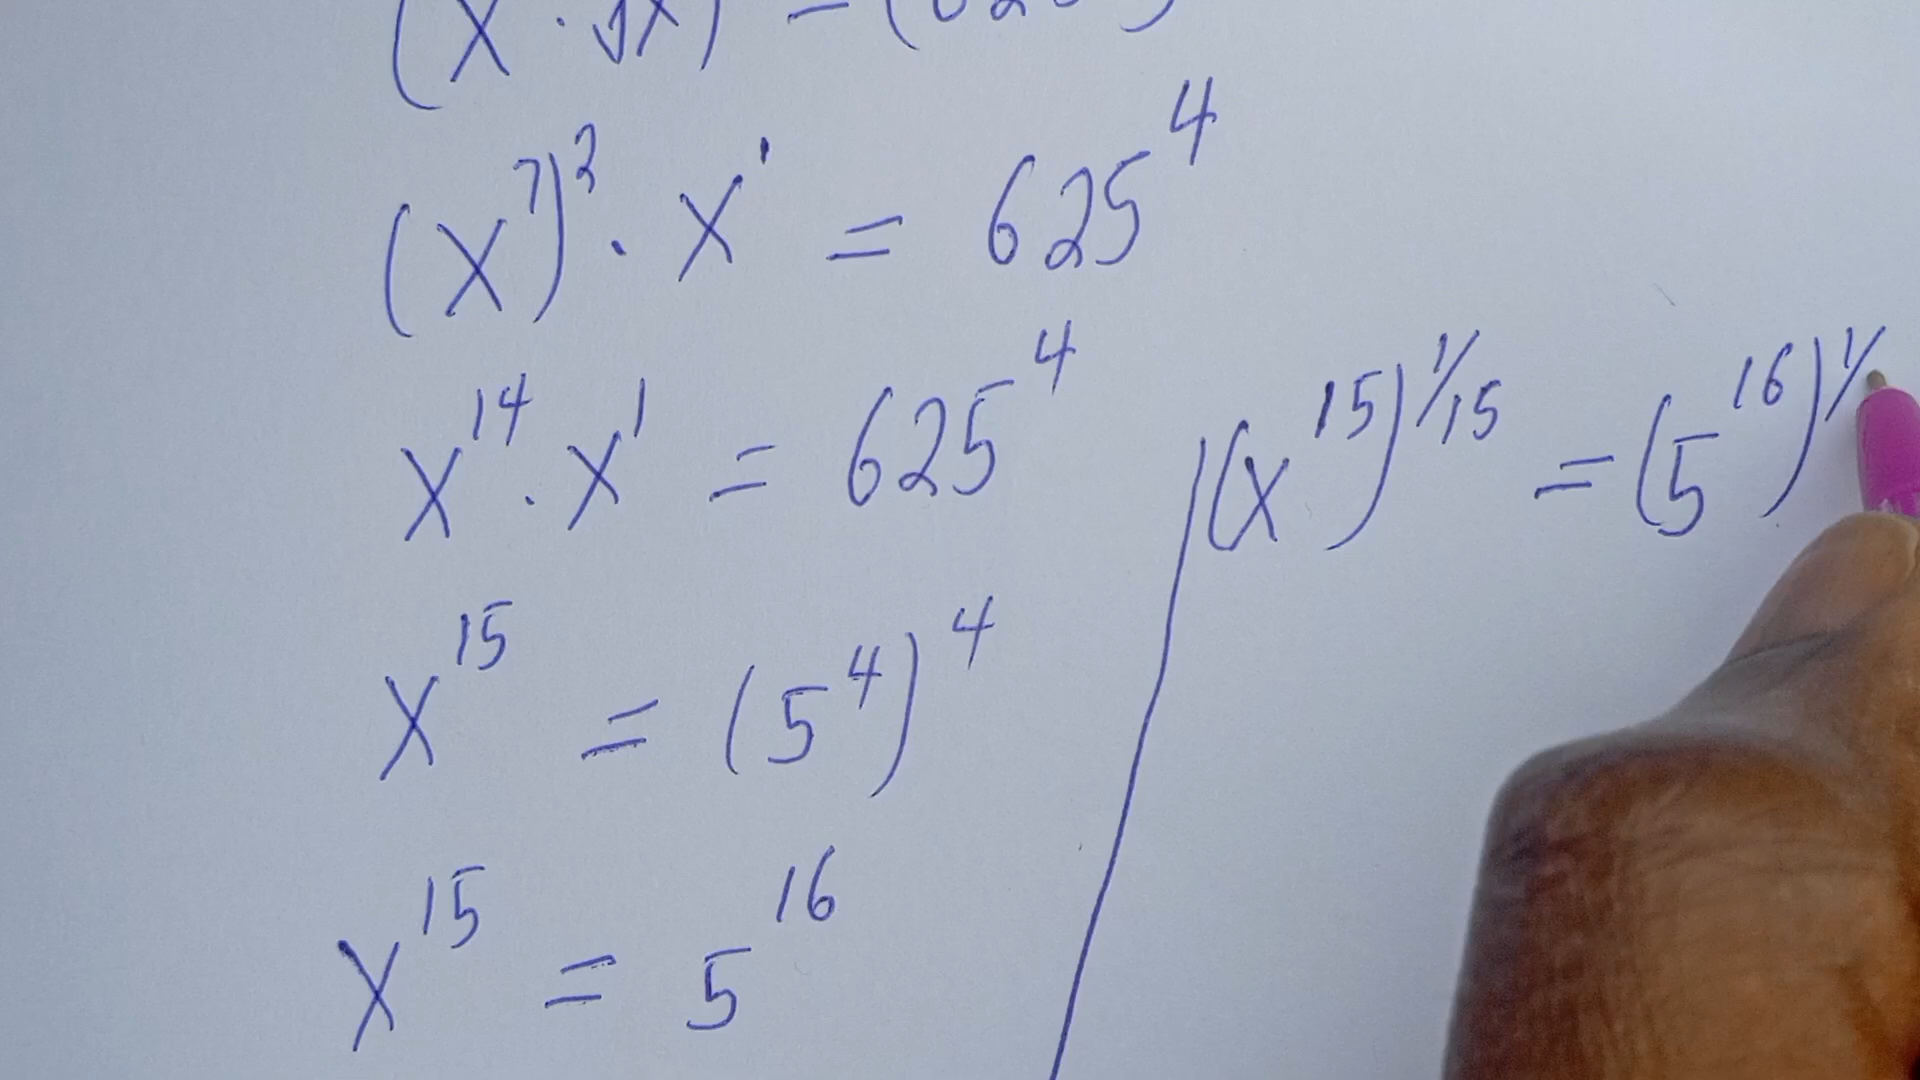 (x^7)^2 · x^1 = 625^4
x^14 · x^1 = 625^4
x^15 = (5^4)^4
x^15 = 5^16
(x^15)^1/15 = (5^16)^1/